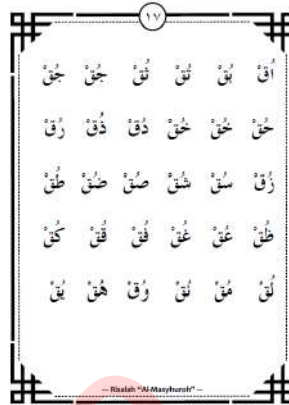 ١٧
اُقْ بُقْ تُقْ ثُقْ جُقْ جُقْ
حُقْ خُقْ خُقْ دُقْ ذُقْ رُقْ
زُقْ سُقْ شُقْ صُقْ ضُقْ طُقْ
ظُقْ عُقْ غُقْ فُقْ قُقْ كُقْ
لُقْ مُقْ نُقْ وُقْ هُقْ يُقْ
— Risalah "Al-Masyhuroh" —